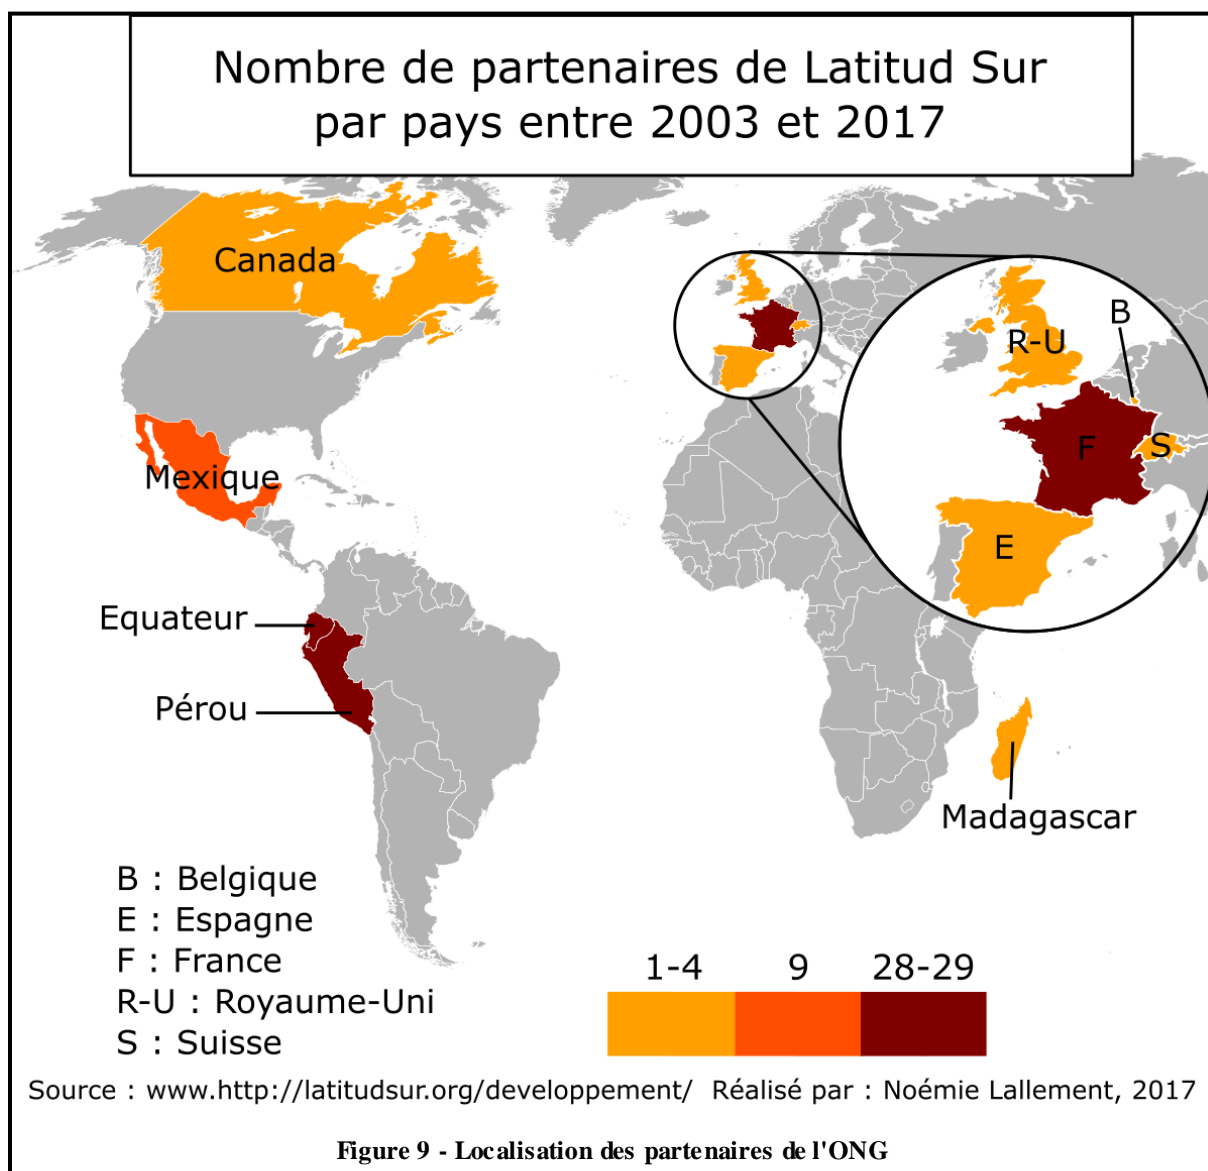 Nombre de partenaires de Latitud Sur
par pays entre 2003 et 2017
Canada
Mexique
Equateur
Pérou
B
R-U
F
S
E
Madagascar
B : Belgique
E : Espagne
F : France
R-U : Royaume-Uni
S : Suisse
1-4 9 28-29
Source : www.http://latitudsur.org/developpement/ Réalisé par : Noémie Lallement, 2017
Figure 9 - Localisation des partenaires de l'ONG